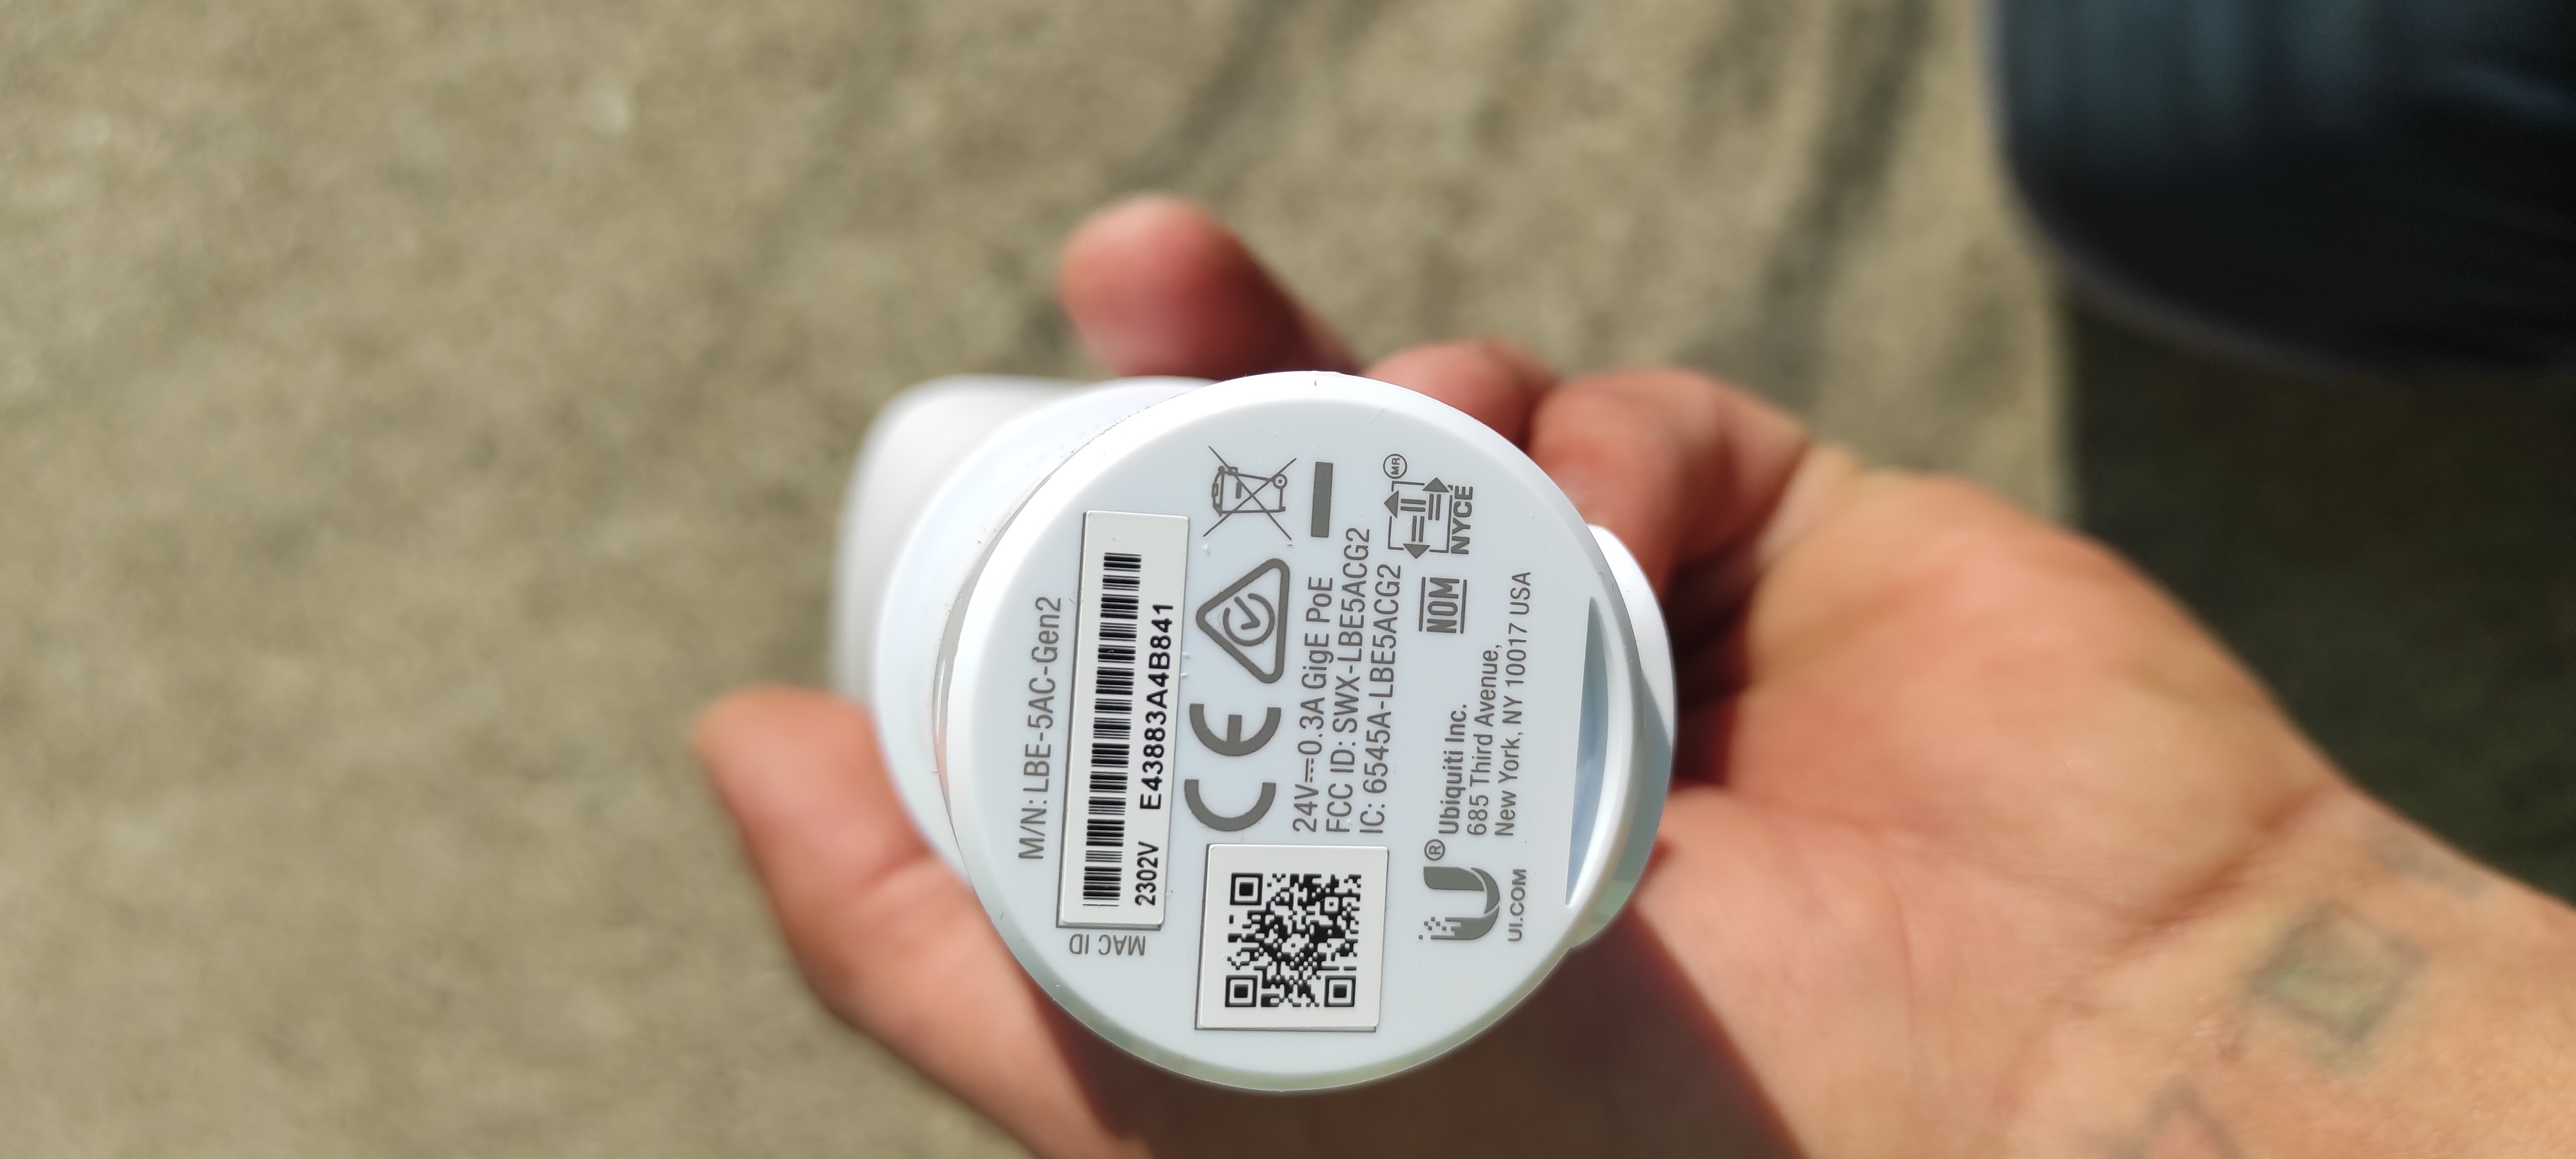 M/N: LBE-5AC-Gen2
MAC ID
2302V E43883A4B841
24V⎓0.3A GigE PoE
FCC ID: SWX-LBE5ACG2
IC: 6545A-LBE5ACG2
NOM
NYCE
MR
U®
Ubiquiti Inc.
685 Third Avenue,
New York, NY 10017 USA
UI.COM